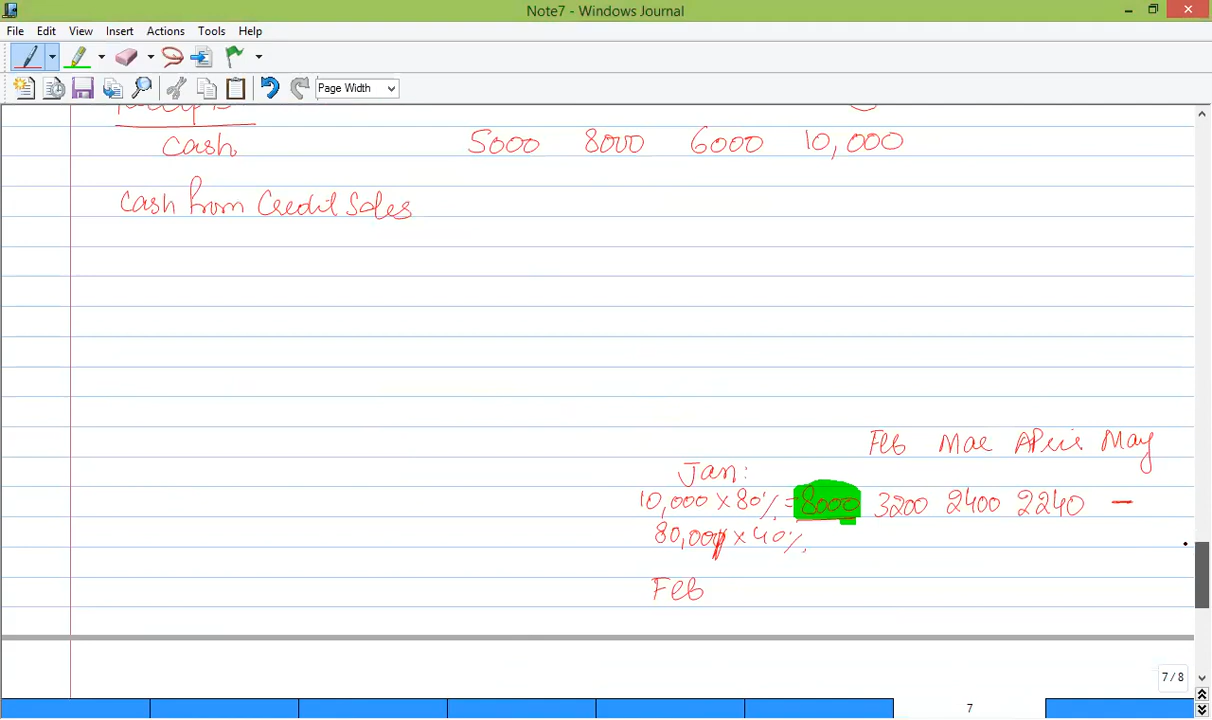 Note7 - Windows Journal
File Edit View Insert Actions Tools Help
Page Width
Cash 5000 8000 6000 10,000
Cash from Credit Sales
Feb Mar April May
Jan:
10,000 x 80% = 8000 3200 2400 2240 —
80,000 x 40%
Feb
7 / 8
7